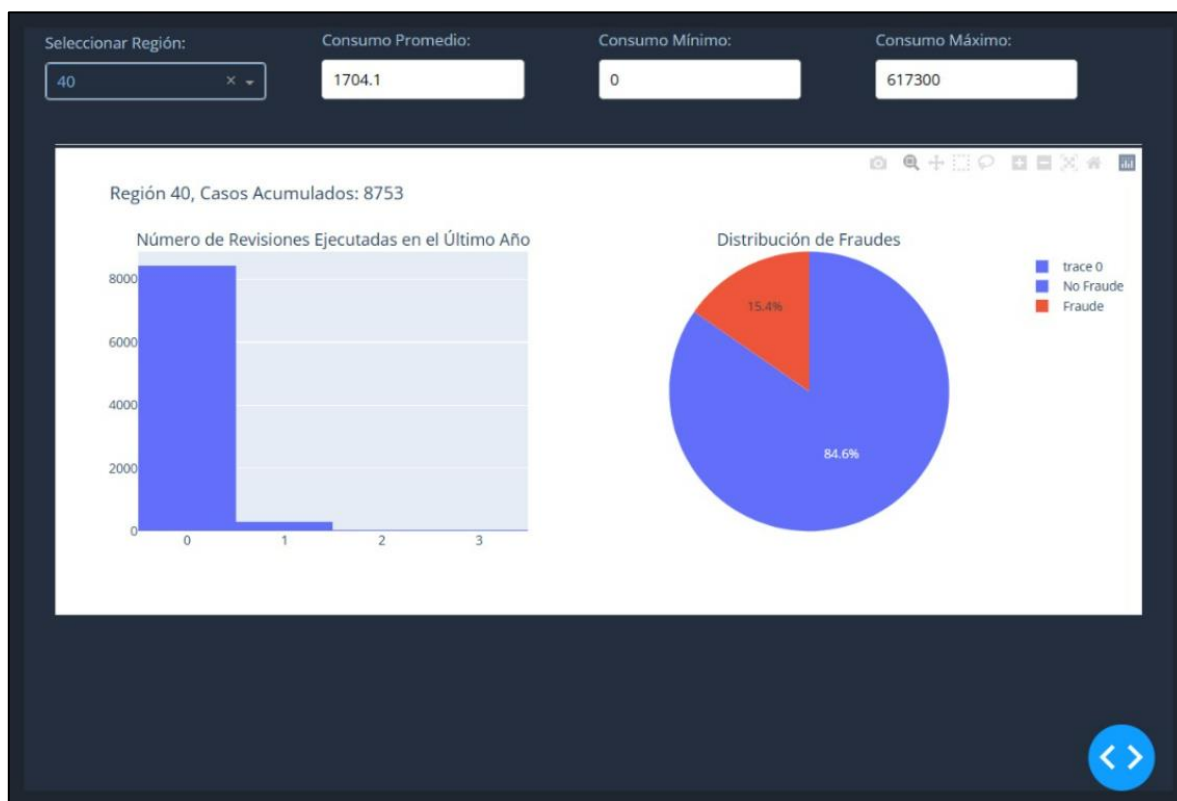 Seleccionar Región:
Consumo Promedio:
Consumo Mínimo:
Consumo Máximo:
40
1704.1
0
617300
Región 40, Casos Acumulados: 8753
Número de Revisiones Ejecutadas en el Último Año
8000
6000
4000
2000
0
0
1
2
3
Distribución de Fraudes
15.4%
84.6%
trace 0
No Fraude
Fraude